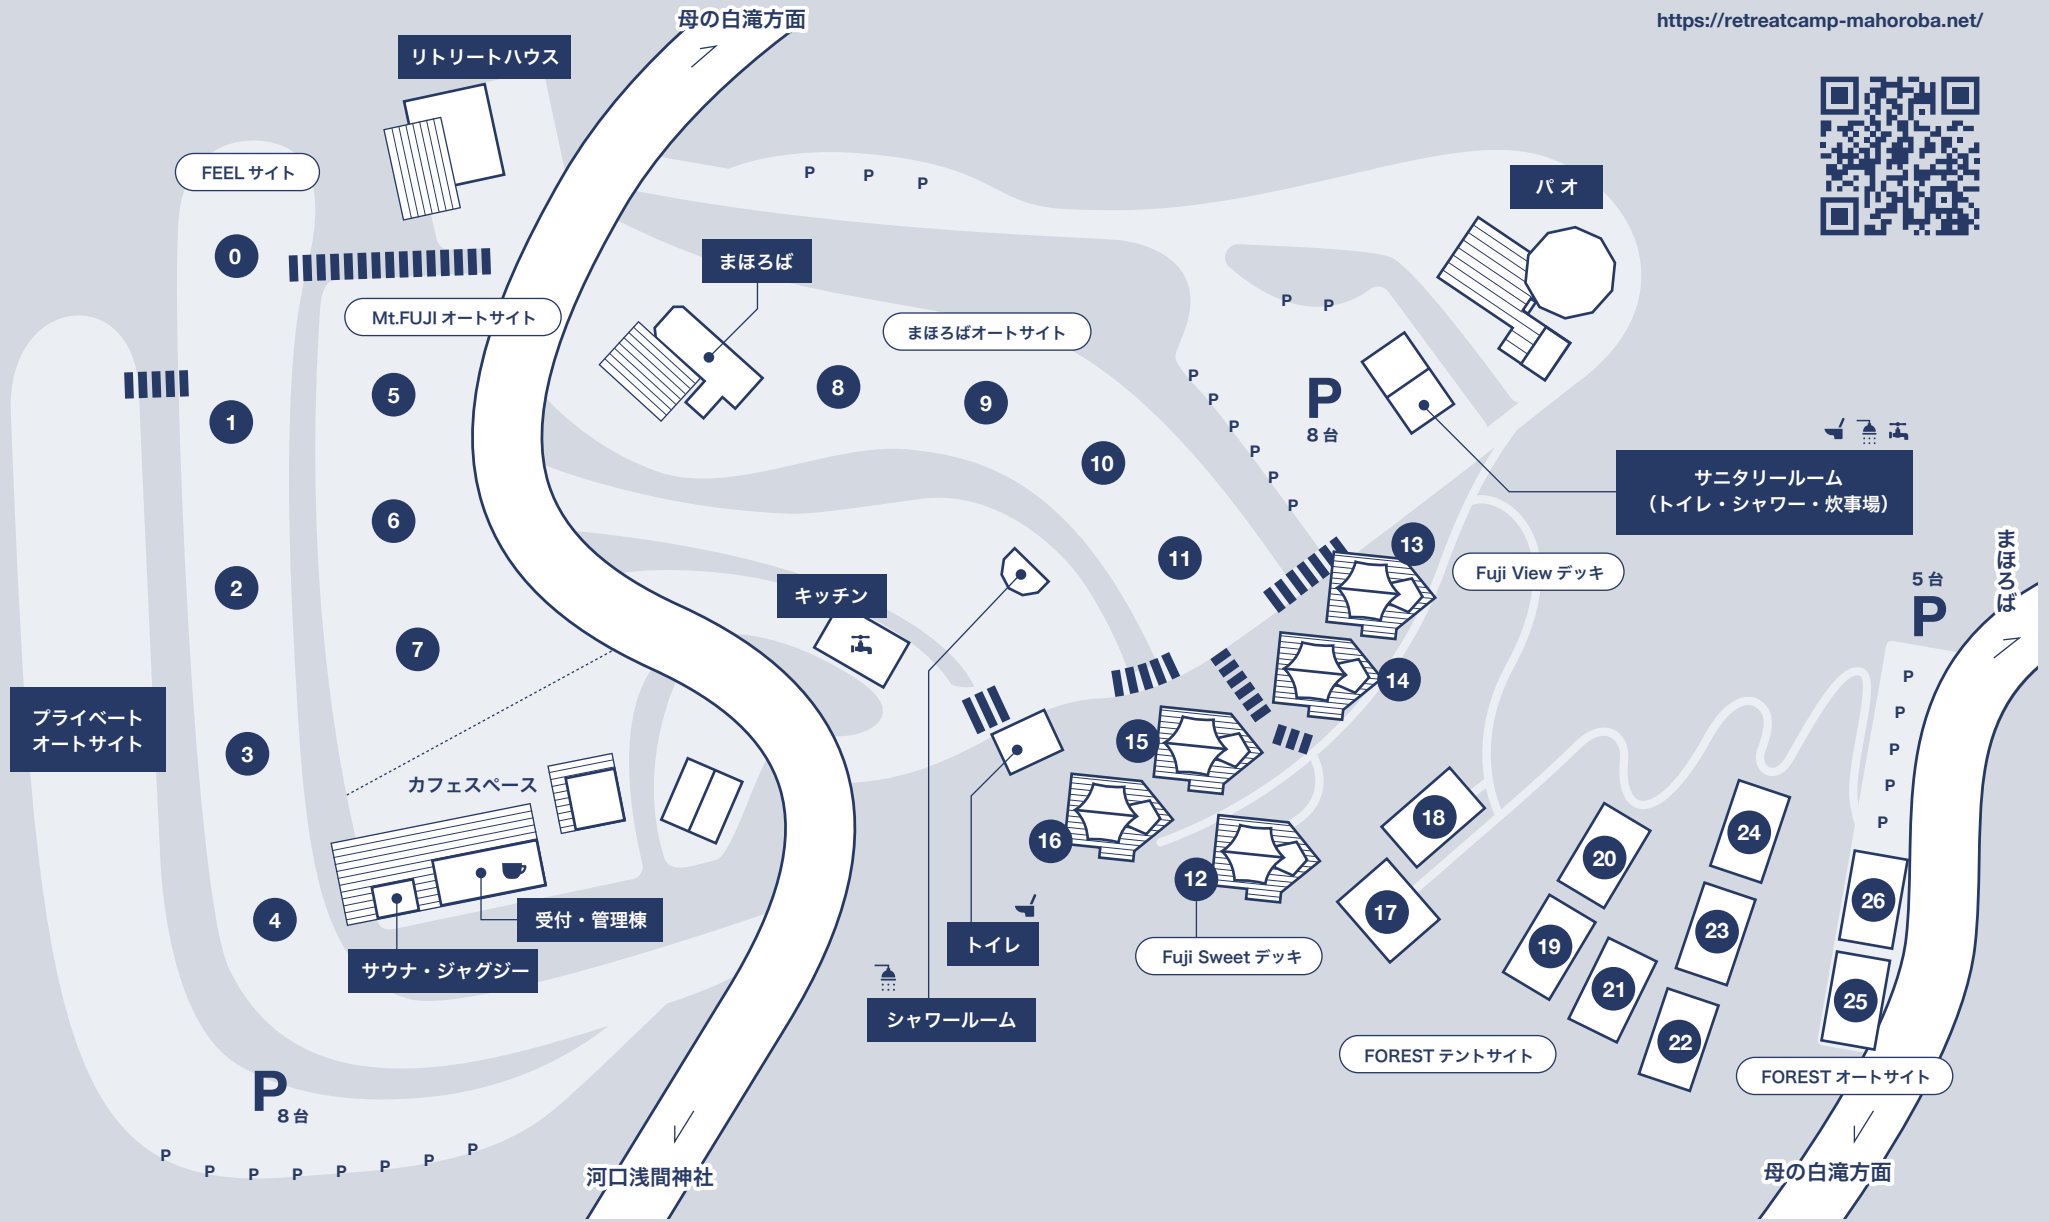 母の白滝方面
https://retreatcamp-mahoroba.net/
リトリートハウス
FEELサイト
P P P
パオ
0
まほろば
Mt.FUJI オートサイト
まほろばオートサイト
P P
5
8
9
P
P
P
P
P
P
P
8台
1
10
サニタリールーム
（トイレ・シャワー・炊事場）
6
11
13
Fuji View デッキ
まほろば
5台
P
2
キッチン
7
14
P
P
P
P
P
プライベート
オートサイト
3
カフェスペース
15
16
12
18
17
20
24
19
23
26
21
25
22
4
受付・管理棟
サウナ・ジャグジー
トイレ
シャワールーム
Fuji Sweet デッキ
FOREST テントサイト
FOREST オートサイト
P
8台
P P P P P P P P
河口浅間神社
母の白滝方面